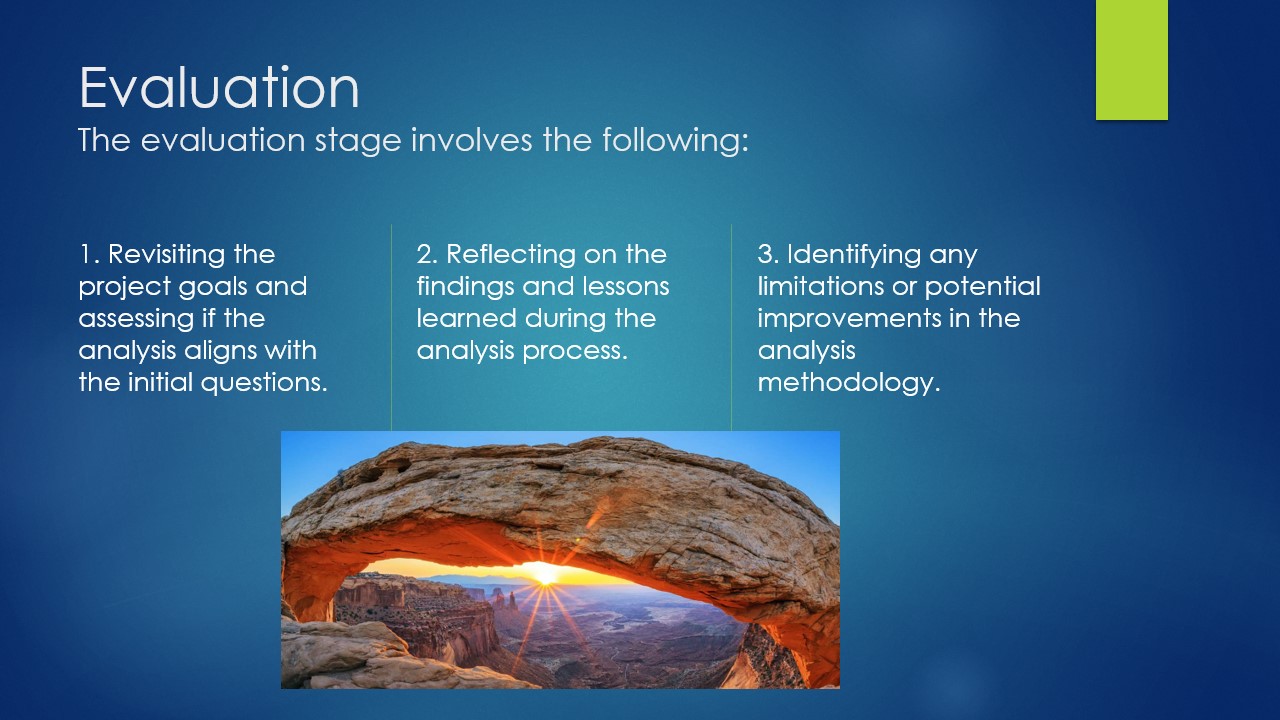 Evaluation
The evaluation stage involves the following:
1. Revisiting the
project goals and
assessing if the
analysis aligns with
the initial questions.
2. Reflecting on the
findings and lessons
learned during the
analysis process.
3. Identifying any
limitations or potential
improvements in the
analysis
methodology.